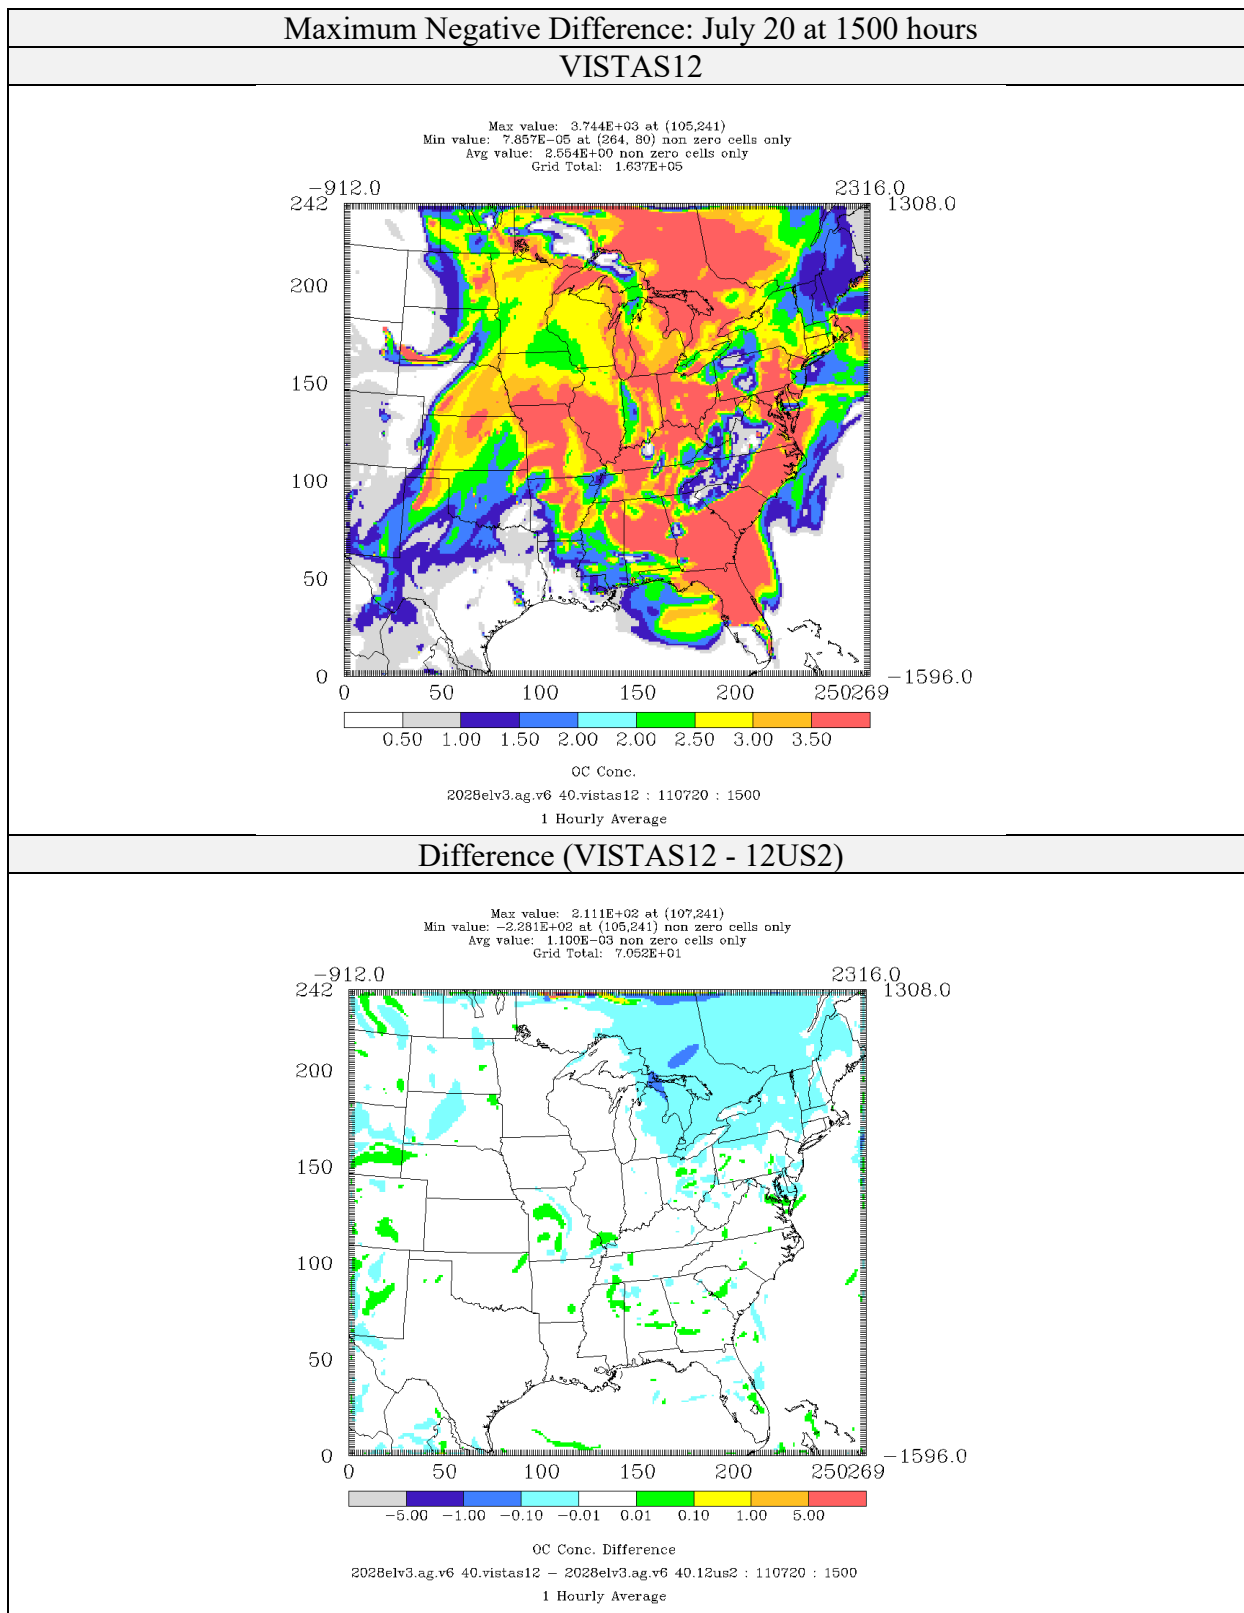 Maximum Negative Difference: July 20 at 1500 hours
VISTAS12
Max value: 3.744E+03 at (105,241)
Min value: 7.857E-05 at (264, 80) non zero cells only
Avg value: 2.554E+00 non zero cells only
Grid Total: 1.637E+05
-912.0 2316.0
242 1308.0
200
150
100
50
0 -1596.0
0 50 100 150 200 250269
0.50 1.00 1.50 2.00 2.00 2.50 3.00 3.50
OC Conc.
2028elv3.ag.v6 40.vistas12 : 110720 : 1500
1 Hourly Average
Difference (VISTAS12 - 12US2)
Max value: 2.111E+02 at (107,241)
Min value: -2.281E+02 at (105,241) non zero cells only
Avg value: 1.100E-03 non zero cells only
Grid Total: 7.052E+01
-912.0 2316.0
242 1308.0
200
150
100
50
0 -1596.0
0 50 100 150 200 250269
-5.00 -1.00 -0.10 -0.01 0.01 0.10 1.00 5.00
OC Conc. Difference
2028elv3.ag.v6 40.vistas12 - 2028elv3.ag.v6 40.12us2 : 110720 : 1500
1 Hourly Average